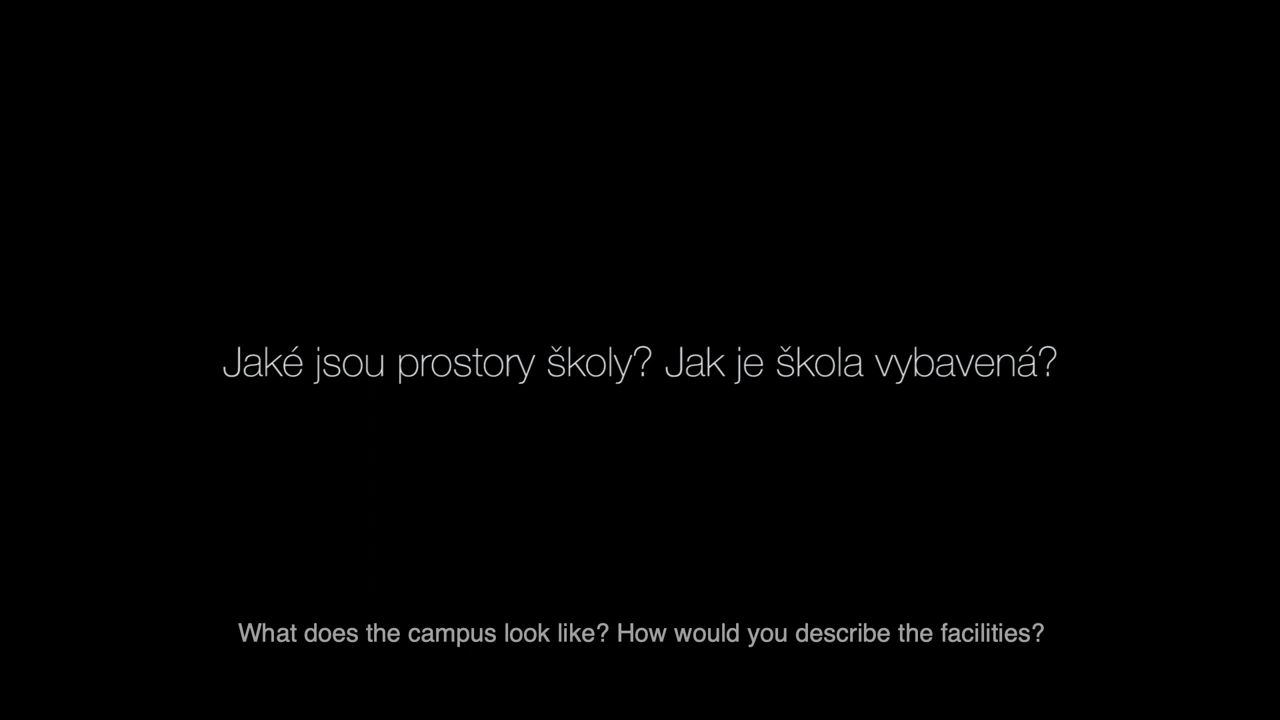 Jaké jsou prostory školy? Jak je škola vybavená?
What does the campus look like? How would you describe the facilities?